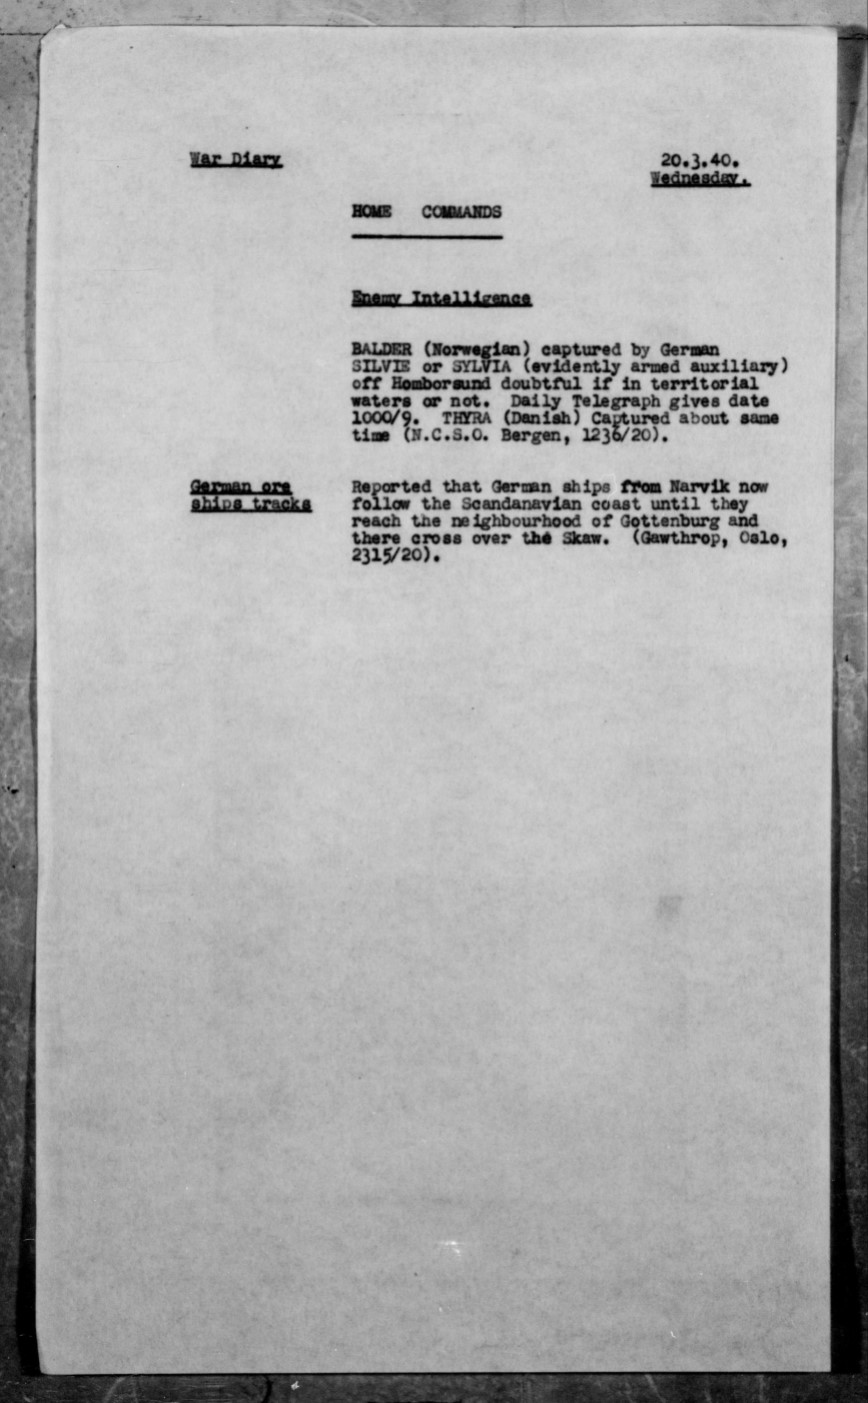 War Diary
20.3.40.
Wednesday.
HOME COMMANDS
Enemy Intelligence
BALDER (Norwegian) captured by German
SILVIE or SYLVIA (evidently armed auxiliary)
off Homborsund doubtful if in territorial
waters or not. Daily Telegraph gives date
1000/9. THYRA (Danish) Captured about same
time (N.C.S.O. Bergen, 1236/20).
German ore
ships tracks
Reported that German ships from Narvik now
follow the Scandanavian coast until they
reach the neighbourhood of Gottenburg and
there cross over the Skaw. (Gawthrop, Oslo,
2315/20).